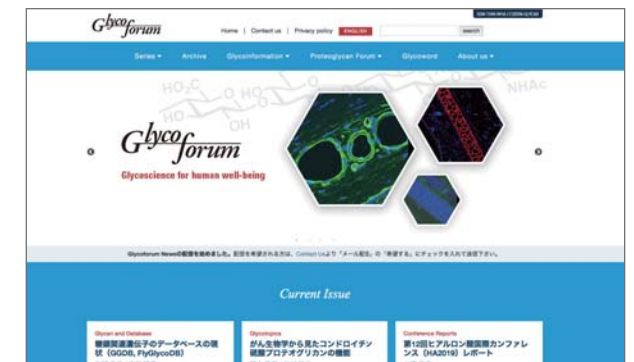 Glycoforum
Home | Contact us | Privacy policy ENGLISH search
Series Archive Glycoinformation Proteoglycan Forum Glycoword About us
HO₂C O HO O NHAc
HO OH
Glycoforum
Glycoscience for human well-being
Glycoforum Newsの配信を始めました。配信を希望される方は、Contact Usより「メール配信」の「希望する」にチェックを入れて送信下さい。
Current Issue
Glycan and Database Glycotopics Conference Reports
糖鎖関連遺伝子のデータベースの現 がん生物学から見たコンドロイチン 第12回ヒアルロン酸国際カンファレ
状（GGDB, FlyGlycoDB） 硫酸プロテオグリカンの機能 ンス（HA2019）レポート